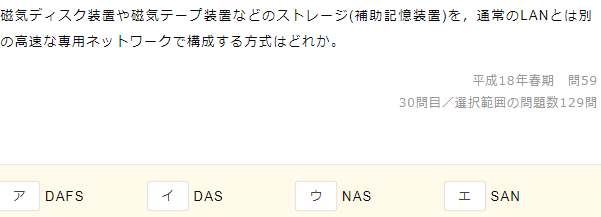 磁気ディスク装置や磁気テープ装置などのストレージ(補助記憶装置)を，通常のLANとは別
の高速な専用ネットワークで構成する方式はどれか。
平成18年春期　問59
30問目／選択範囲の問題数129問
ア DAFS イ DAS ウ NAS エ SAN